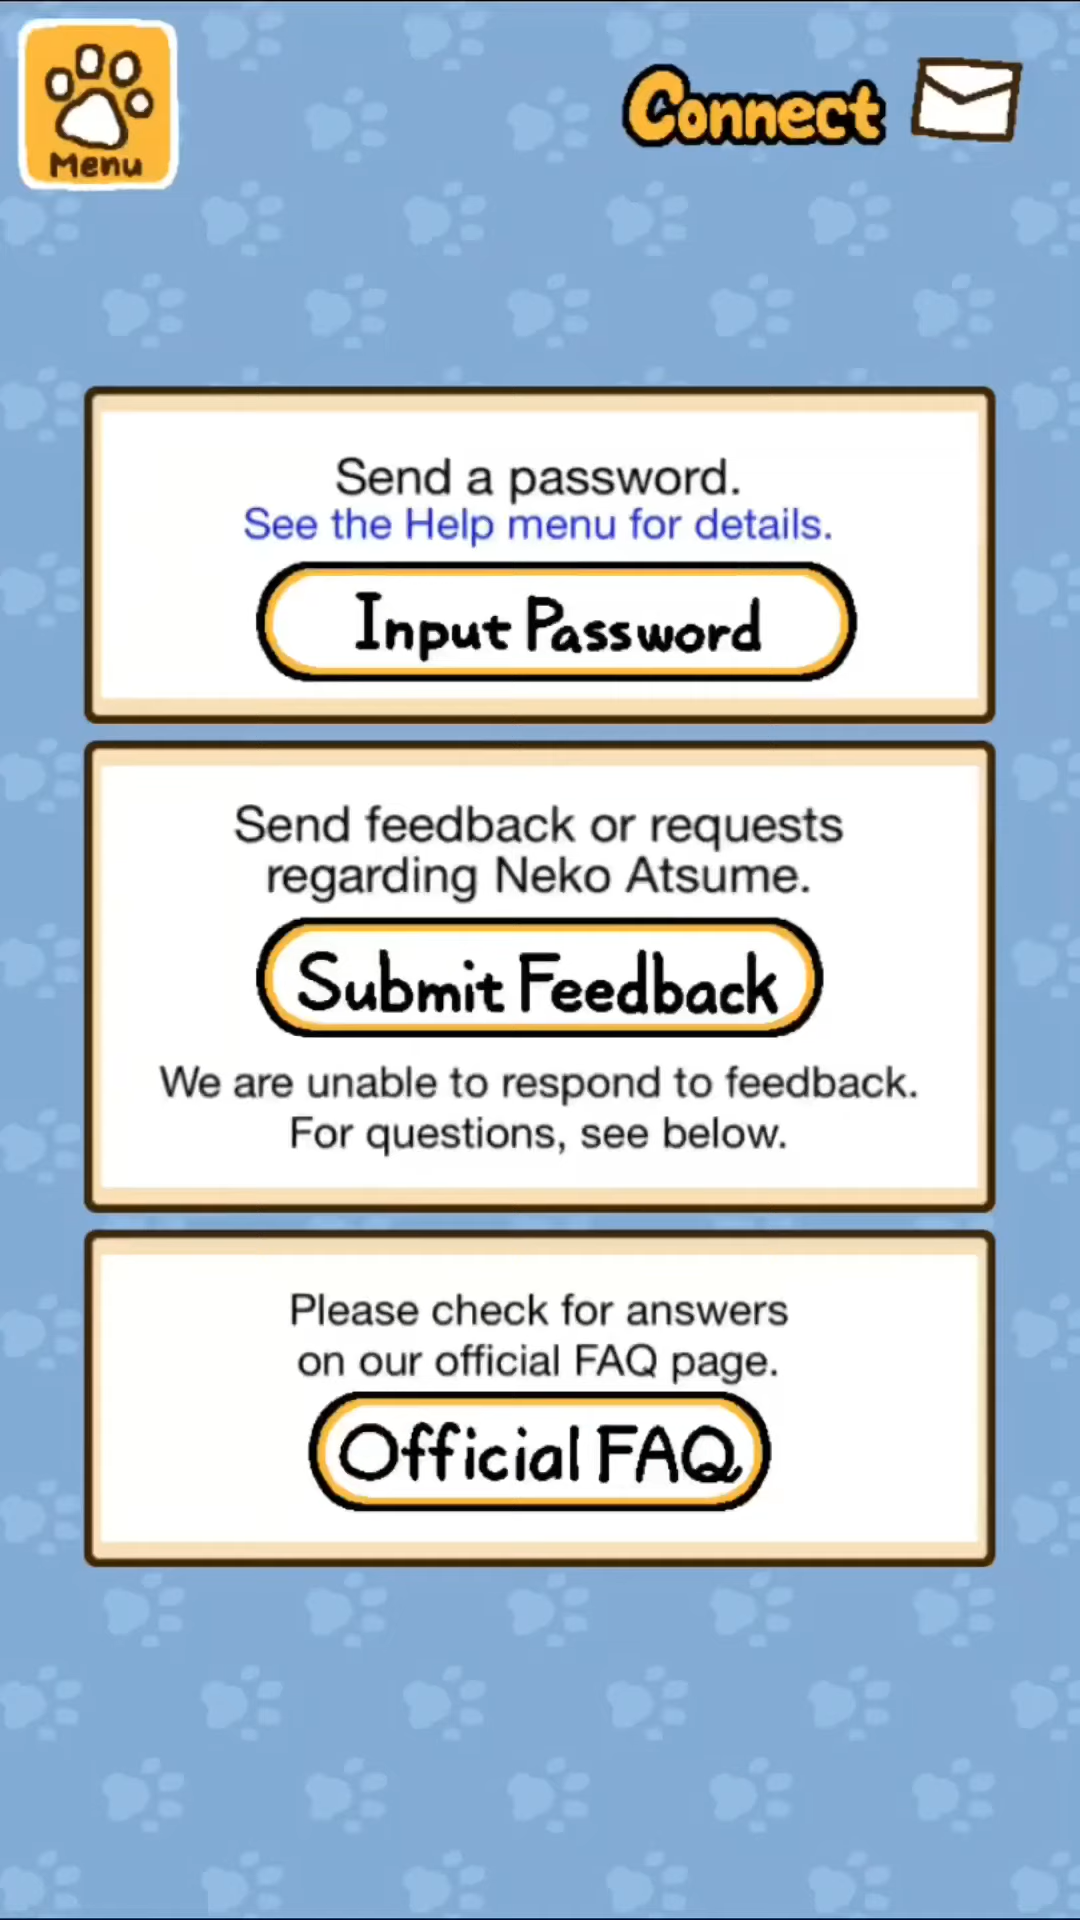 Menu
Connect
Send a password.
See the Help menu for details.
Input Password
Send feedback or requests
regarding Neko Atsume.
Submit Feedback
We are unable to respond to feedback.
For questions, see below.
Please check for answers
on our official FAQ page.
Official FAQ